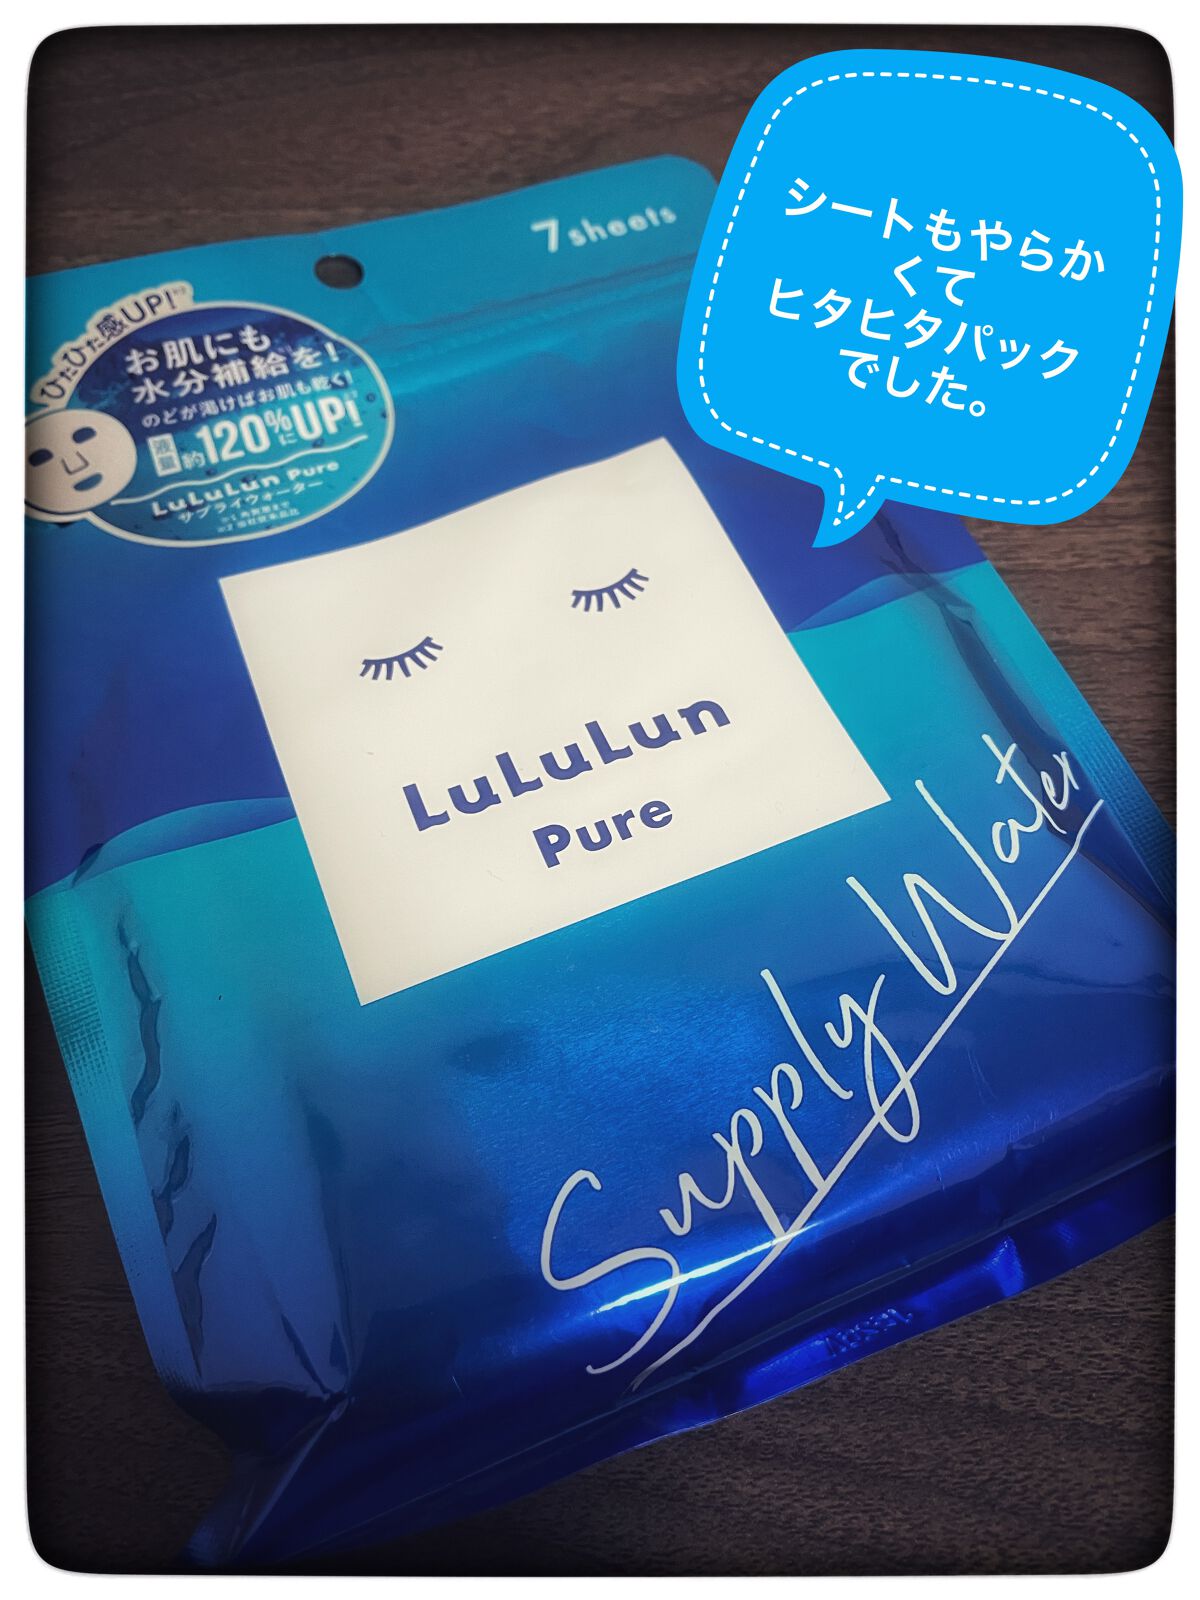 シートもやらか
くて
ヒタヒタパック
でした。
7sheets
ひたひた感UP!
お肌にも
水分補給を!
のどが渇けばお肌も乾く!
液量約120%にUP!
LuLuLun Pure
サプライウォーター
LuLuLun
Pure
Supply Water